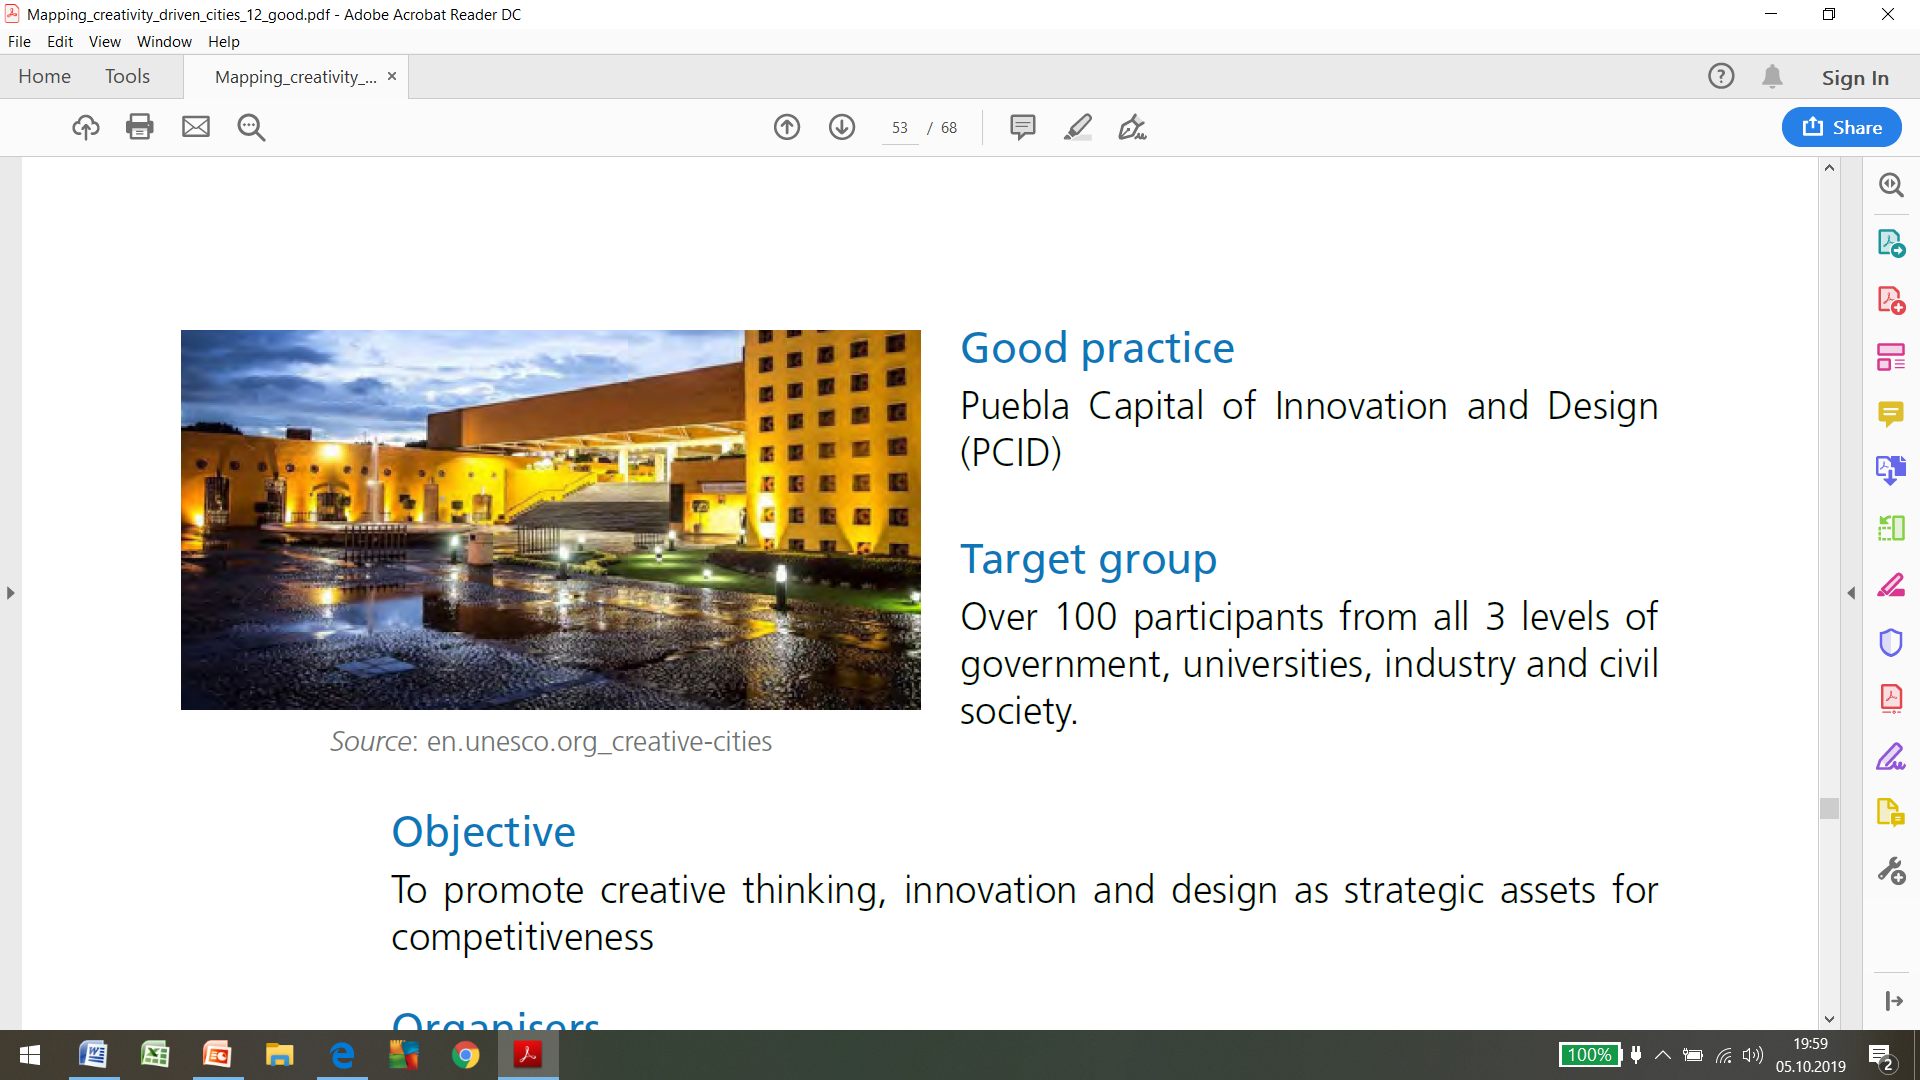 Mapping_creativity_driven_cities_12_good.pdf - Adobe Acrobat Reader DC
File Edit View Window Help
Home Tools Mapping_creativity_... × ? Sign In
53 / 68 Share
Good practice
Puebla Capital of Innovation and Design
(PCID)
Target group
Over 100 participants from all 3 levels of
government, universities, industry and civil
society.
Source: en.unesco.org_creative-cities
Objective
To promote creative thinking, innovation and design as strategic assets for
competitiveness
Organisers
100% 19:59
05.10.2019 2